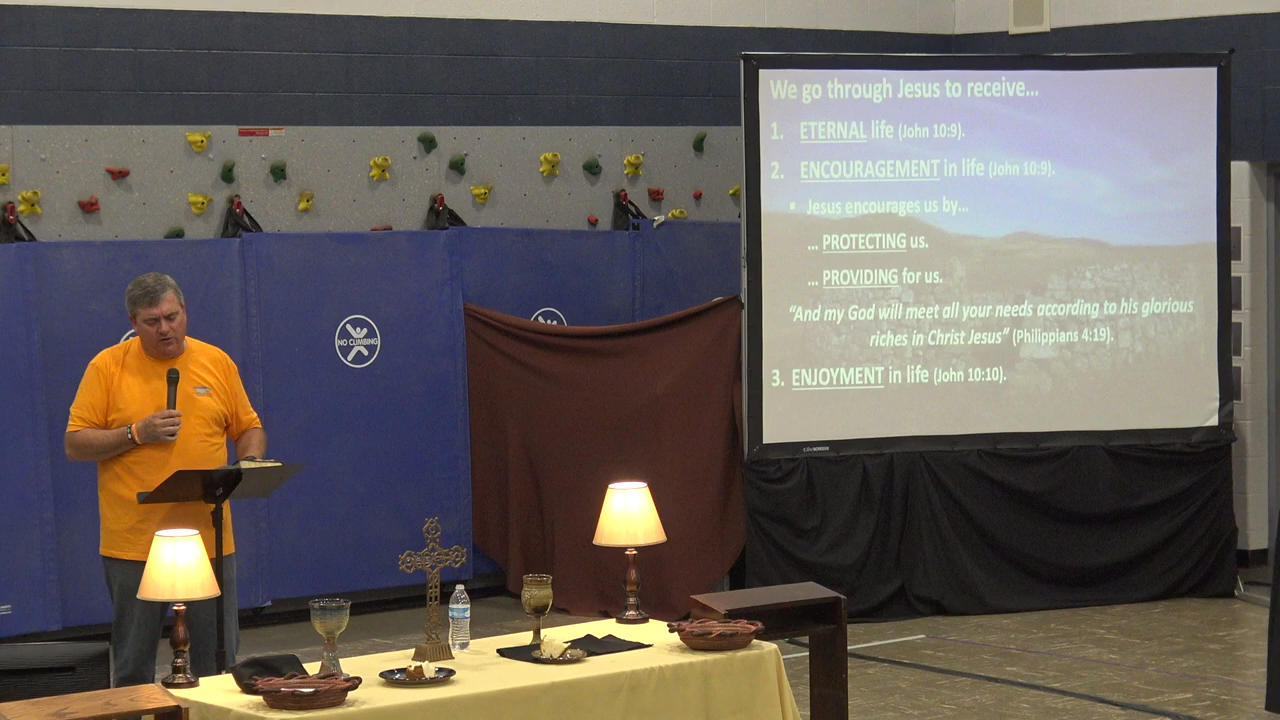 We go through Jesus to receive...
1. ETERNAL life (John 10:9).
2. ENCOURAGEMENT in life (John 10:9).
▪ Jesus encourages us by...
... PROTECTING us.
... PROVIDING for us.
“And my God will meet all your needs according to his glorious
riches in Christ Jesus” (Philippians 4:19).
3. ENJOYMENT in life (John 10:10).
NO CLIMBING